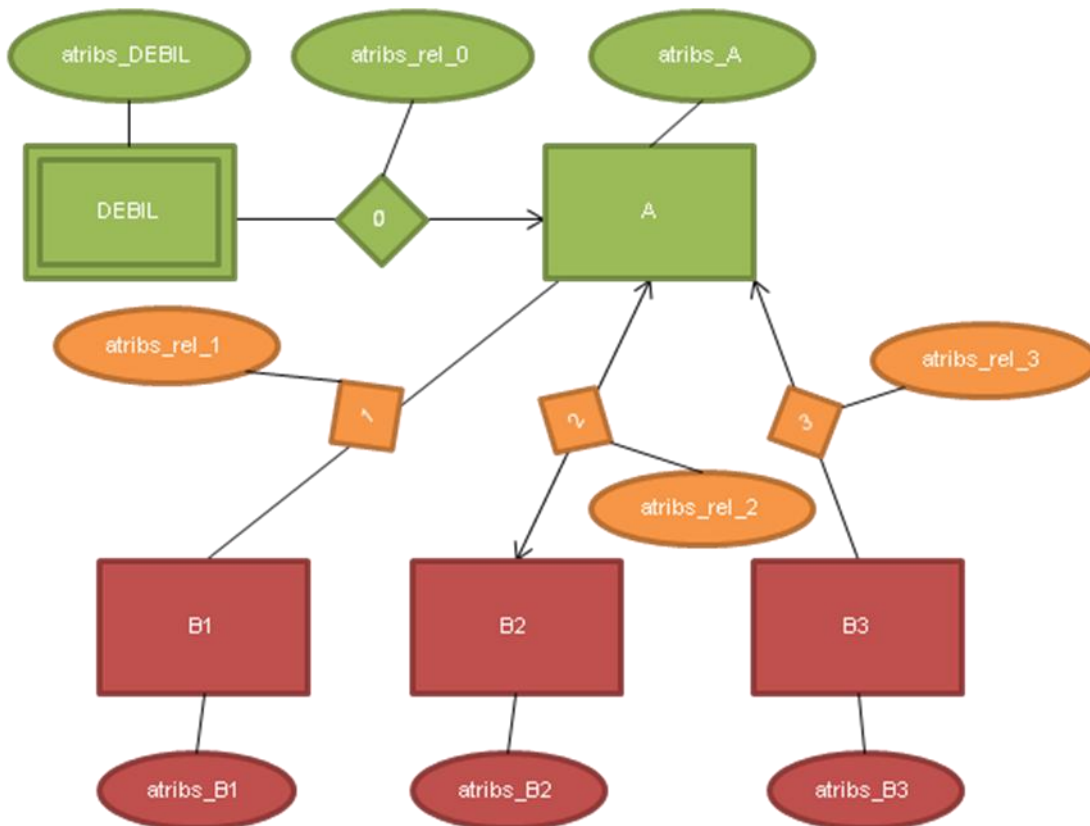 atribs_DEBIL
atribs_rel_0
atribs_A
DEBIL
0
A
atribs_rel_1
atribs_rel_3
1
2
3
atribs_rel_2
B1
B2
B3
atribs_B1
atribs_B2
atribs_B3